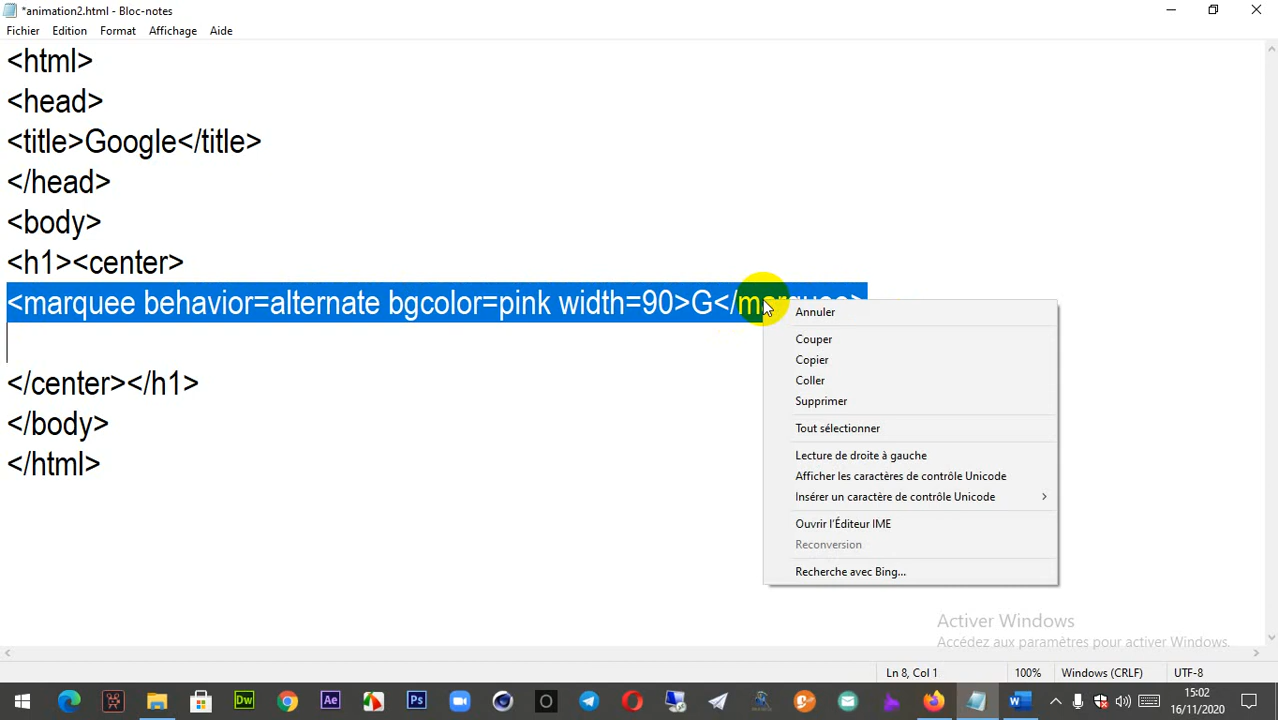 *animation2.html - Bloc-notes
Fichier Edition Format Affichage Aide
<html>
<head>
<title>Google</title>
</head>
<body>
<h1><center>
<marquee behavior=alternate bgcolor=pink width=90>G</marquee>
</center></h1>
</body>
</html>
Annuler
Couper
Copier
Coller
Supprimer
Tout sélectionner
Lecture de droite à gauche
Afficher les caractères de contrôle Unicode
Insérer un caractère de contrôle Unicode
Ouvrir l'Éditeur IME
Reconversion
Recherche avec Bing...
Activer Windows
Accédez aux paramètres pour activer Windows.
Ln 8, Col 1 100% Windows (CRLF) UTF-8
Dw Ae Ps W
15:02
16/11/2020